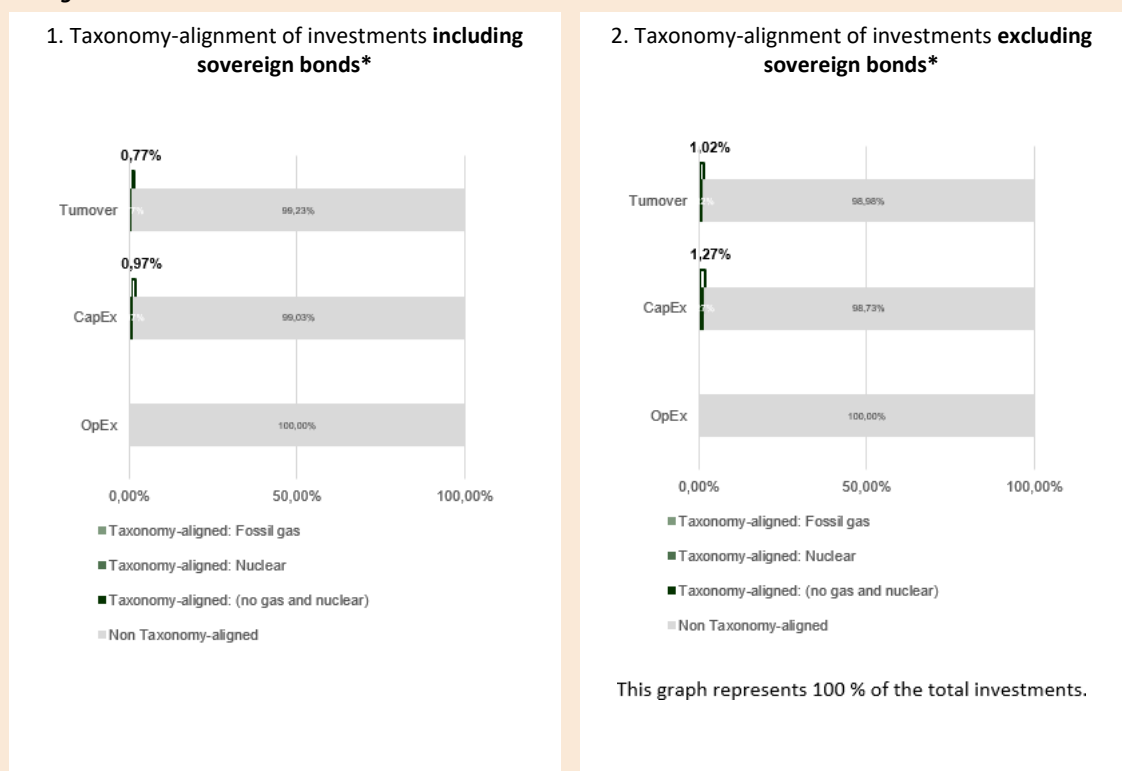 1. Taxonomy-alignment of investments including
sovereign bonds*
0,77%
Turnover
99,23%
0,97%
CapEx
99,03%
OpEx
100,00%
0,00%
50,00%
100,00%
Taxonomy-aligned: Fossil gas
Taxonomy-aligned: Nuclear
Taxonomy-aligned: (no gas and nuclear)
Non Taxonomy-aligned
2. Taxonomy-alignment of investments excluding
sovereign bonds*
1,02%
Turnover
98,98%
1,27%
CapEx
98,73%
OpEx
100,00%
0,00%
50,00%
100,00%
Taxonomy-aligned: Fossil gas
Taxonomy-aligned: Nuclear
Taxonomy-aligned: (no gas and nuclear)
Non Taxonomy-aligned
This graph represents 100 % of the total investments.